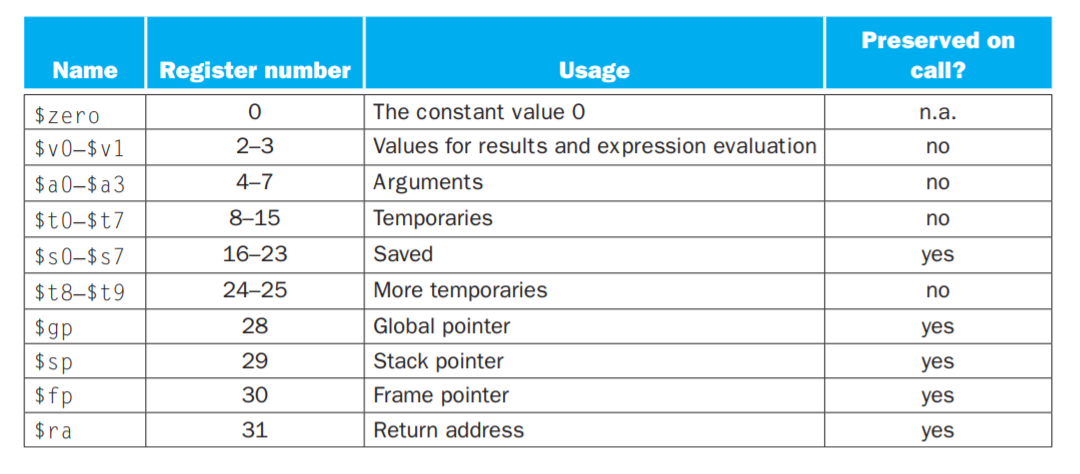 Name Register number Usage Preserved on call?
$zero 0 The constant value 0 n.a.
$v0–$v1 2–3 Values for results and expression evaluation no
$a0–$a3 4–7 Arguments no
$t0–$t7 8–15 Temporaries no
$s0–$s7 16–23 Saved yes
$t8–$t9 24–25 More temporaries no
$gp 28 Global pointer yes
$sp 29 Stack pointer yes
$fp 30 Frame pointer yes
$ra 31 Return address yes